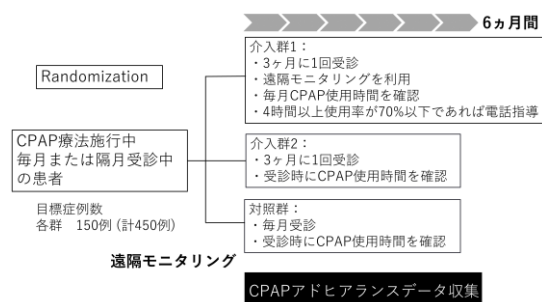 6ヵ月間
Randomization
介入群1：
・3ヶ月に1回受診
・遠隔モニタリングを利用
・毎月CPAP使用時間を確認
・4時間以上使用率が70%以下であれば電話指導
CPAP療法施行中
毎月または隔月受診中
の患者
介入群2：
・3ヶ月に1回受診
・受診時にCPAP使用時間を確認
目標症例数
各群　150例 (計450例)
対照群：
・毎月受診
・受診時にCPAP使用時間を確認
遠隔モニタリング
CPAPアドヒアランスデータ収集